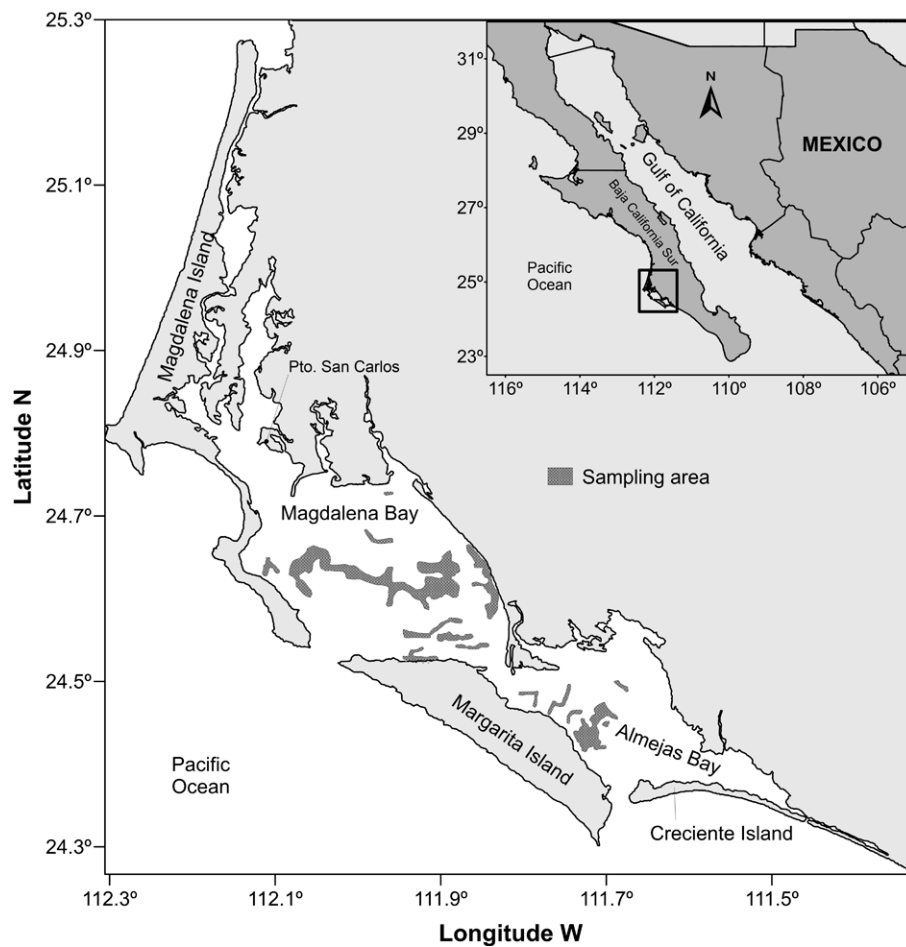 25.3º
25.1º
24.9º
24.7º
24.5º
24.3º
Latitude N
112.3º
112.1º
111.9º
111.7º
111.5º
Longitude W
Magdalena Island
Pto. San Carlos
Magdalena Bay
Sampling area
Margarita Island
Almejas Bay
Creciente Island
Pacific
Ocean
31º
29º
27º
25º
23º
116º
114º
112º
110º
108º
106º
N
MEXICO
Gulf of California
Baja California Sur
Pacific
Ocean